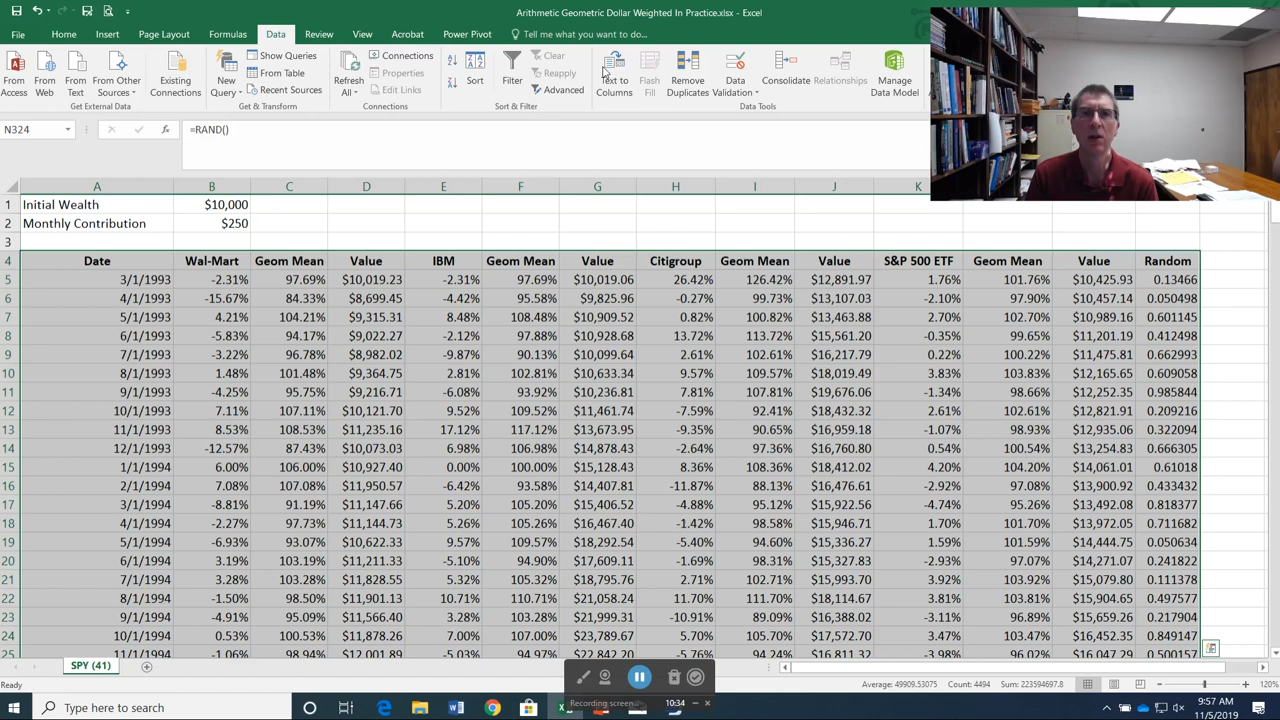 Arithmetic Geometric Dollar Weighted In Practice.xlsx - Excel
File Home Insert Page Layout Formulas Data Review View Acrobat Power Pivot Tell me what you want to do...
From Access From Web From Text From Other Sources Existing Connections
New Query Show Queries From Table Recent Sources
Refresh All Connections Properties Edit Links
Sort Filter Clear Reapply Advanced
Text to Columns Flash Fill Remove Duplicates Data Validation Consolidate Relationships Manage Data Model
Get External Data Get & Transform Connections Sort & Filter Data Tools
N324 fx =RAND()
A B C D E F G H I J K
1 Initial Wealth $10,000
2 Monthly Contribution $250
3
4 Date Wal-Mart Geom Mean Value IBM Geom Mean Value Citigroup Geom Mean Value S&P 500 ETF Geom Mean Value Random
5 3/1/1993 -2.31% 97.69% $10,019.23 -2.31% 97.69% $10,019.06 26.42% 126.42% $12,891.97 1.76% 101.76% $10,425.93 0.13466
6 4/1/1993 -15.67% 84.33% $8,699.45 -4.42% 95.58% $9,825.96 -0.27% 99.73% $13,107.03 -2.10% 97.90% $10,457.14 0.050498
7 5/1/1993 4.21% 104.21% $9,315.31 8.48% 108.48% $10,909.52 0.82% 100.82% $13,463.88 2.70% 102.70% $10,989.16 0.601145
8 6/1/1993 -5.83% 94.17% $9,022.27 -2.12% 97.88% $10,928.68 13.72% 113.72% $15,561.20 -0.35% 99.65% $11,201.19 0.412498
9 7/1/1993 -3.22% 96.78% $8,982.02 -9.87% 90.13% $10,099.64 2.61% 102.61% $16,217.79 0.22% 100.22% $11,475.81 0.662993
10 8/1/1993 1.48% 101.48% $9,364.75 2.81% 102.81% $10,633.34 9.57% 109.57% $18,019.49 3.83% 103.83% $12,165.65 0.609058
11 9/1/1993 -4.25% 95.75% $9,216.71 -6.08% 93.92% $10,236.81 7.81% 107.81% $19,676.06 -1.34% 98.66% $12,252.35 0.985844
12 10/1/1993 7.11% 107.11% $10,121.70 9.52% 109.52% $11,461.74 -7.59% 92.41% $18,432.32 2.61% 102.61% $12,821.91 0.209216
13 11/1/1993 8.53% 108.53% $11,235.16 17.12% 117.12% $13,673.95 -9.35% 90.65% $16,959.18 -1.07% 98.93% $12,935.06 0.322094
14 12/1/1993 -12.57% 87.43% $10,073.03 6.98% 106.98% $14,878.43 -2.64% 97.36% $16,760.80 0.54% 100.54% $13,254.83 0.666305
15 1/1/1994 6.00% 106.00% $10,927.40 0.00% 100.00% $15,128.43 8.36% 108.36% $18,412.02 4.20% 104.20% $14,061.01 0.61018
16 2/1/1994 7.08% 107.08% $11,950.57 -6.42% 93.58% $14,407.81 -11.87% 88.13% $16,476.61 -2.92% 97.08% $13,900.92 0.433432
17 3/1/1994 -8.81% 91.19% $11,147.66 5.20% 105.20% $15,406.52 -4.88% 95.12% $15,922.56 -4.74% 95.26% $13,492.08 0.818377
18 4/1/1994 -2.27% 97.73% $11,144.73 5.26% 105.26% $16,467.40 -1.42% 98.58% $15,946.71 1.70% 101.70% $13,972.05 0.711682
19 5/1/1994 -6.93% 93.07% $10,622.33 9.57% 109.57% $18,292.54 -5.40% 94.60% $15,336.27 1.59% 101.59% $14,444.75 0.050634
20 6/1/1994 3.19% 103.19% $11,211.33 -5.10% 94.90% $17,609.11 -1.69% 98.31% $15,327.83 -2.93% 97.07% $14,271.07 0.241822
21 7/1/1994 3.28% 103.28% $11,828.55 5.32% 105.32% $18,795.76 2.71% 102.71% $15,993.70 3.92% 103.92% $15,079.80 0.111378
22 8/1/1994 -1.50% 98.50% $11,901.13 10.71% 110.71% $21,058.24 11.70% 111.70% $18,114.67 3.81% 103.81% $15,904.65 0.497577
23 9/1/1994 -4.91% 95.09% $11,566.40 3.28% 103.28% $21,999.31 -10.91% 89.09% $16,388.02 -3.11% 96.89% $15,659.26 0.217904
24 10/1/1994 0.53% 100.53% $11,878.26 7.00% 107.00% $23,789.67 5.70% 105.70% $17,572.70 3.47% 103.47% $16,452.35 0.849147
25 11/1/1994 -1.06% 98.94% $12,001.89 -5.03% 94.97% $22,842.20 -5.76% 94.24% $16,811.32 -3.98% 96.02% $16,047.29 0.500157
SPY (41)
Ready Average: 49909.53075 Count: 4494 Sum: 223594697.8 120%
Recording screen... 10:34
Type here to search
9:57 AM
11/5/2019